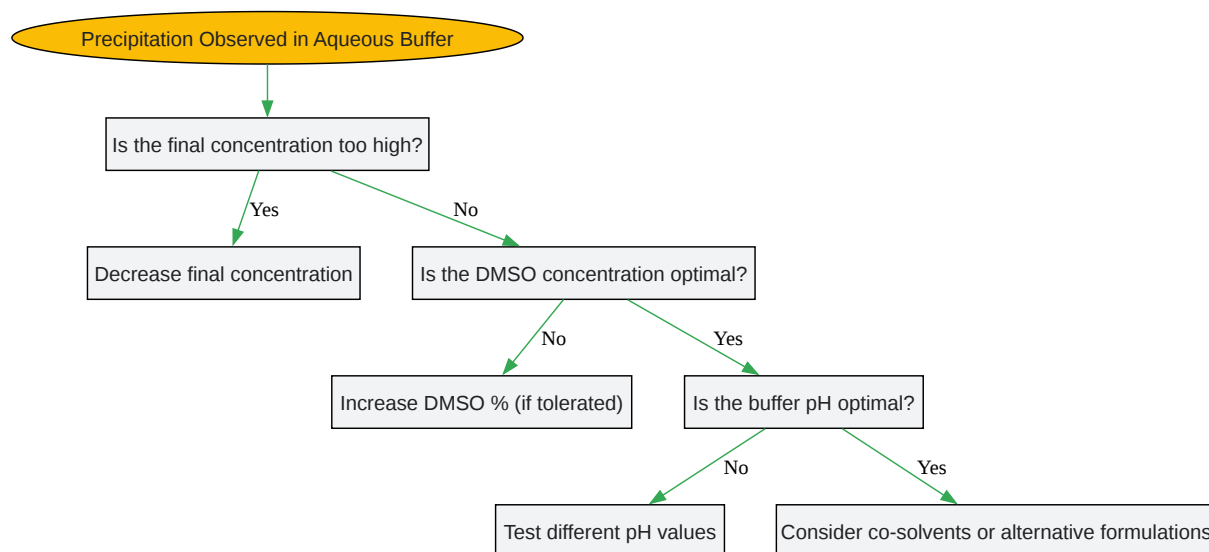 Precipitation Observed in Aqueous Buffer
Is the final concentration too high?
Yes
No
Decrease final concentration
Is the DMSO concentration optimal?
No
Yes
Increase DMSO % (if tolerated)
Is the buffer pH optimal?
No
Yes
Test different pH values
Consider co-solvents or alternative formulations